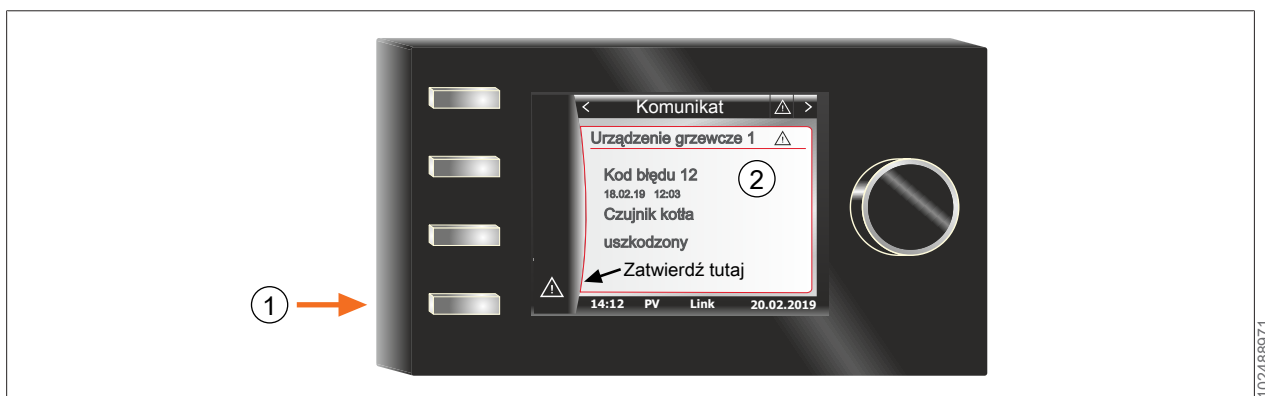 < Komunikat >
Urządzenie grzewcze 1
Kod błędu 12
2
18.02.19 12:03
Czujnik kotła
uszkodzony
Zatwierdź tutaj
1
14:12 PV Link 20.02.2019
102488971